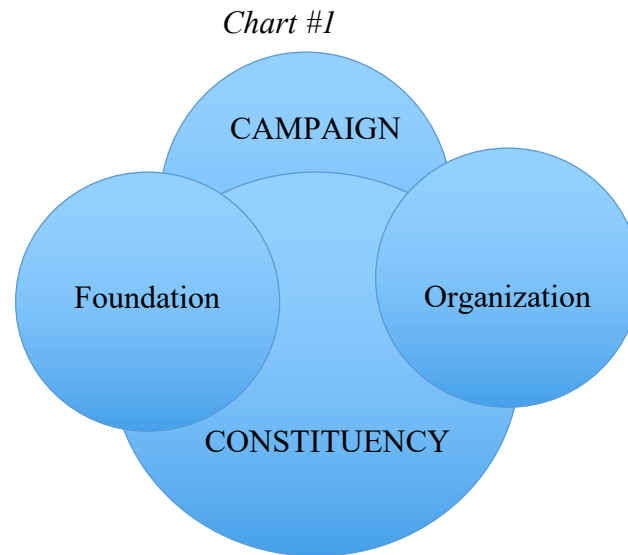 Chart #1
CAMPAIGN
Foundation
Organization
CONSTITUENCY